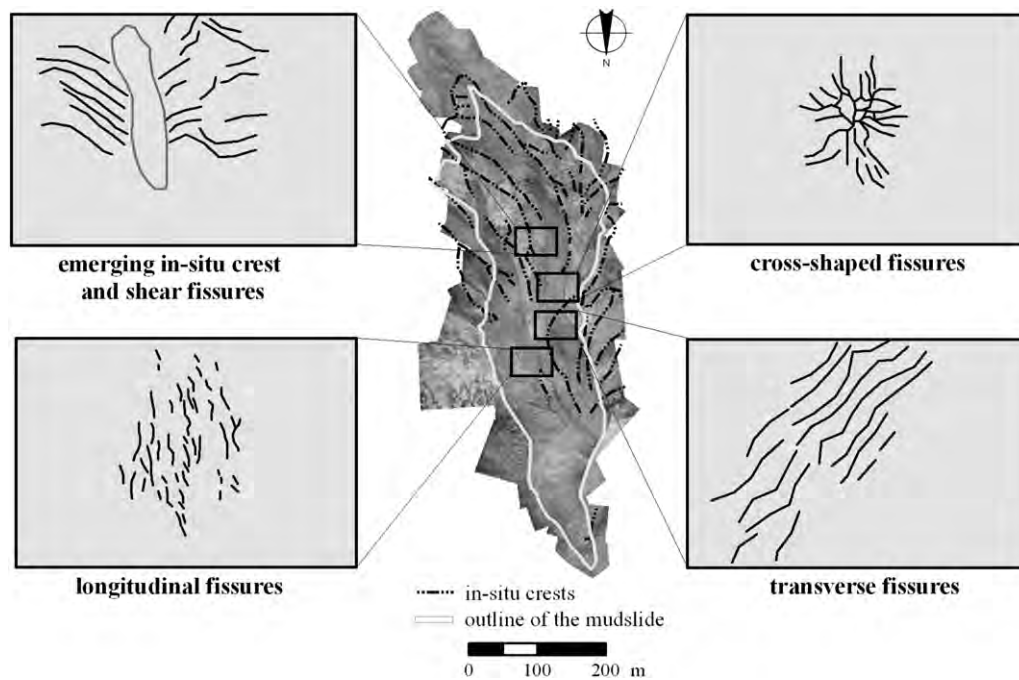 N
emerging in-situ crest
and shear fissures
cross-shaped fissures
longitudinal fissures
transverse fissures
in-situ crests
outline of the mudslide
0 100 200 m